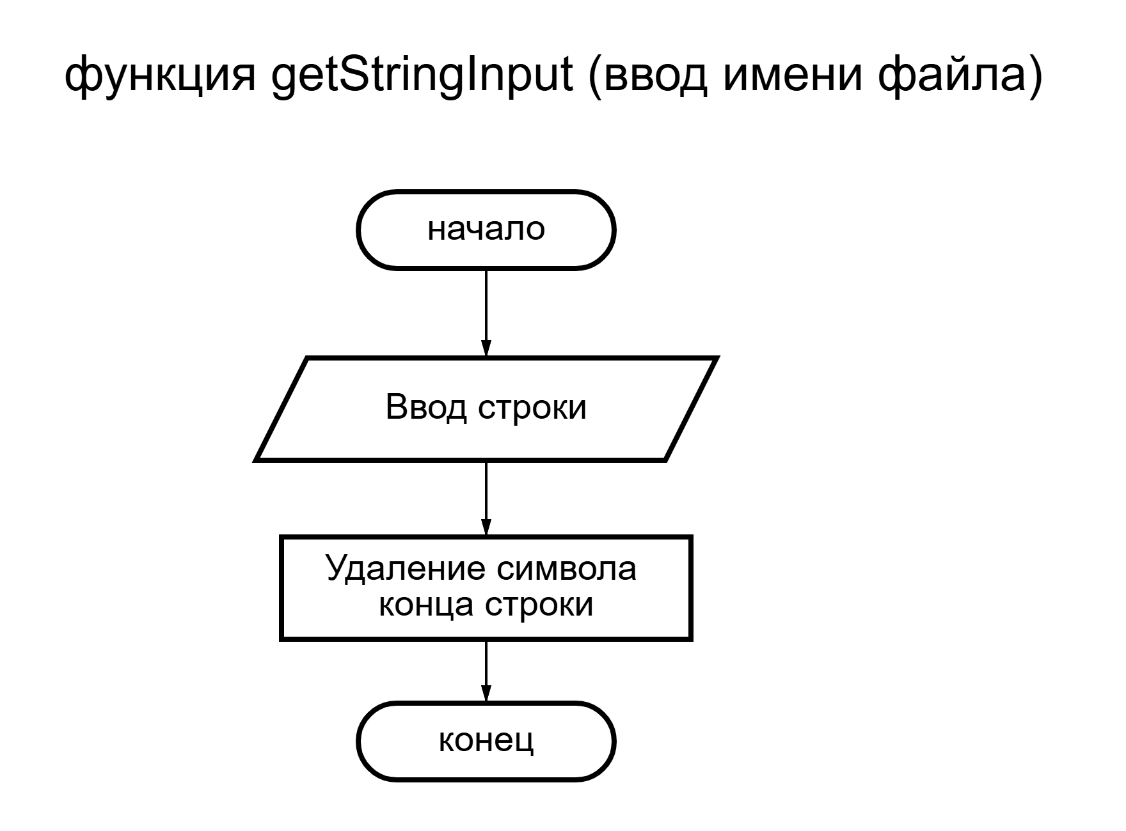 функция getStringInput (ввод имени файла)
начало
Ввод строки
Удаление символа
конца строки
конец